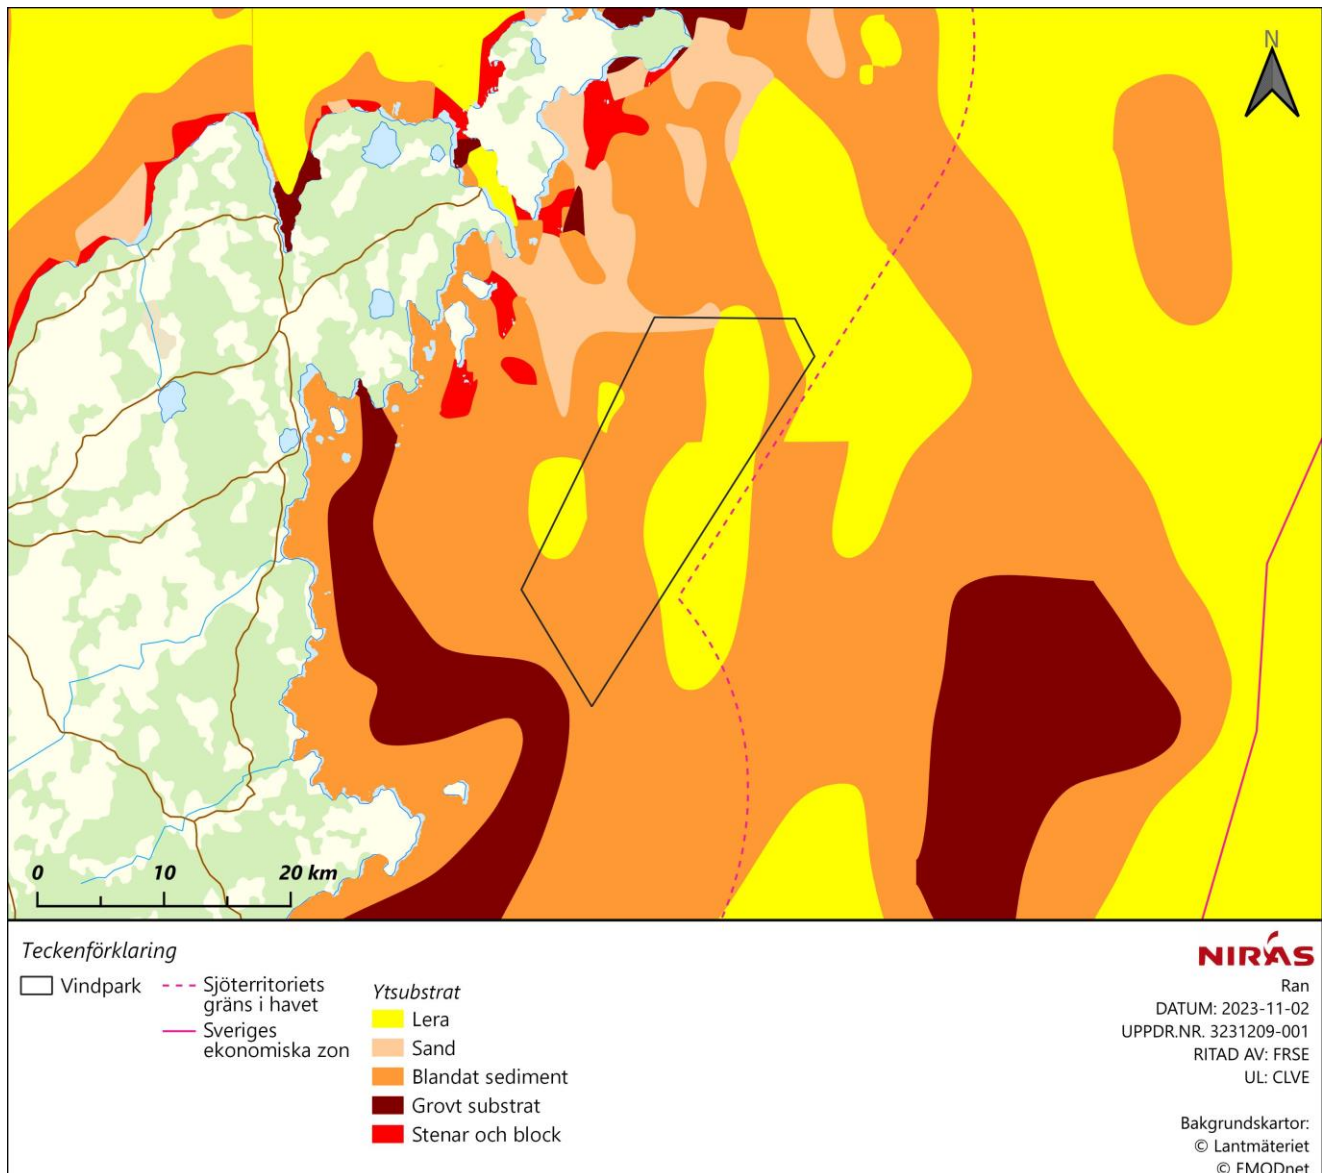 N
0 10 20 km
Teckenförklaring
Vindpark
Sjöterritoriets
gräns i havet
Sveriges
ekonomiska zon
Ytsubstrat
Lera
Sand
Blandat sediment
Grovt substrat
Stenar och block
NIRAS
Ran
DATUM: 2023-11-02
UPPDR.NR. 3231209-001
RITAD AV: FRSE
UL: CLVE
Bakgrundskartor:
© Lantmäteriet
© EMODnet